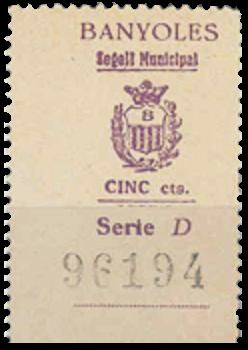 BANYOLES
Segell Municipal
B
CINC cts.
Serie D
96194